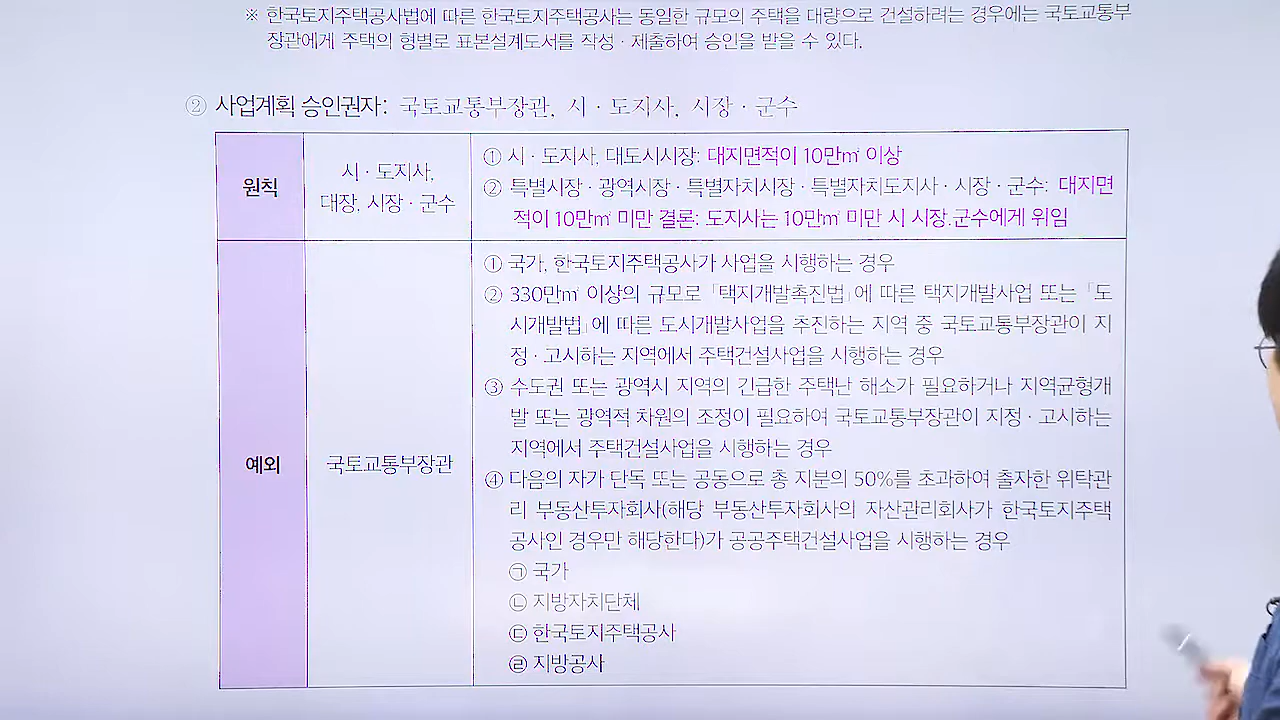 ※ 한국토지주택공사법에 따른 한국토지주택공사는 동일한 규모의 주택을 대량으로 건설하려는 경우에는 국토교통부
장관에게 주택의 형별로 표본설계도서를 작성·제출하여 승인을 받을 수 있다.
② 사업계획 승인권자: 국토교통부장관, 시·도지사, 시장·군수
원칙
시·도지사,
대장, 시장·군수
① 시·도지사, 대도시시장: 대지면적이 10만㎡ 이상
② 특별시장·광역시장·특별자치시장·특별자치도지사·시장·군수: 대지면
적이 10만㎡ 미만 결론: 도지사는 10만㎡ 미만 시 시장.군수에게 위임
예외
국토교통부장관
① 국가, 한국토지주택공사가 사업을 시행하는 경우
② 330만㎡ 이상의 규모로 「택지개발촉진법」에 따른 택지개발사업 또는 「도
시개발법」에 따른 도시개발사업을 추진하는 지역 중 국토교통부장관이 지
정·고시하는 지역에서 주택건설사업을 시행하는 경우
③ 수도권 또는 광역시 지역의 긴급한 주택난 해소가 필요하거나 지역균형개
발 또는 광역적 차원의 조정이 필요하여 국토교통부장관이 지정·고시하는
지역에서 주택건설사업을 시행하는 경우
④ 다음의 자가 단독 또는 공동으로 총 지분의 50%를 초과하여 출자한 위탁관
리 부동산투자회사(해당 부동산투자회사의 자산관리회사가 한국토지주택
공사인 경우만 해당한다)가 공공주택건설사업을 시행하는 경우
㉠ 국가
㉡ 지방자치단체
㉢ 한국토지주택공사
㉣ 지방공사